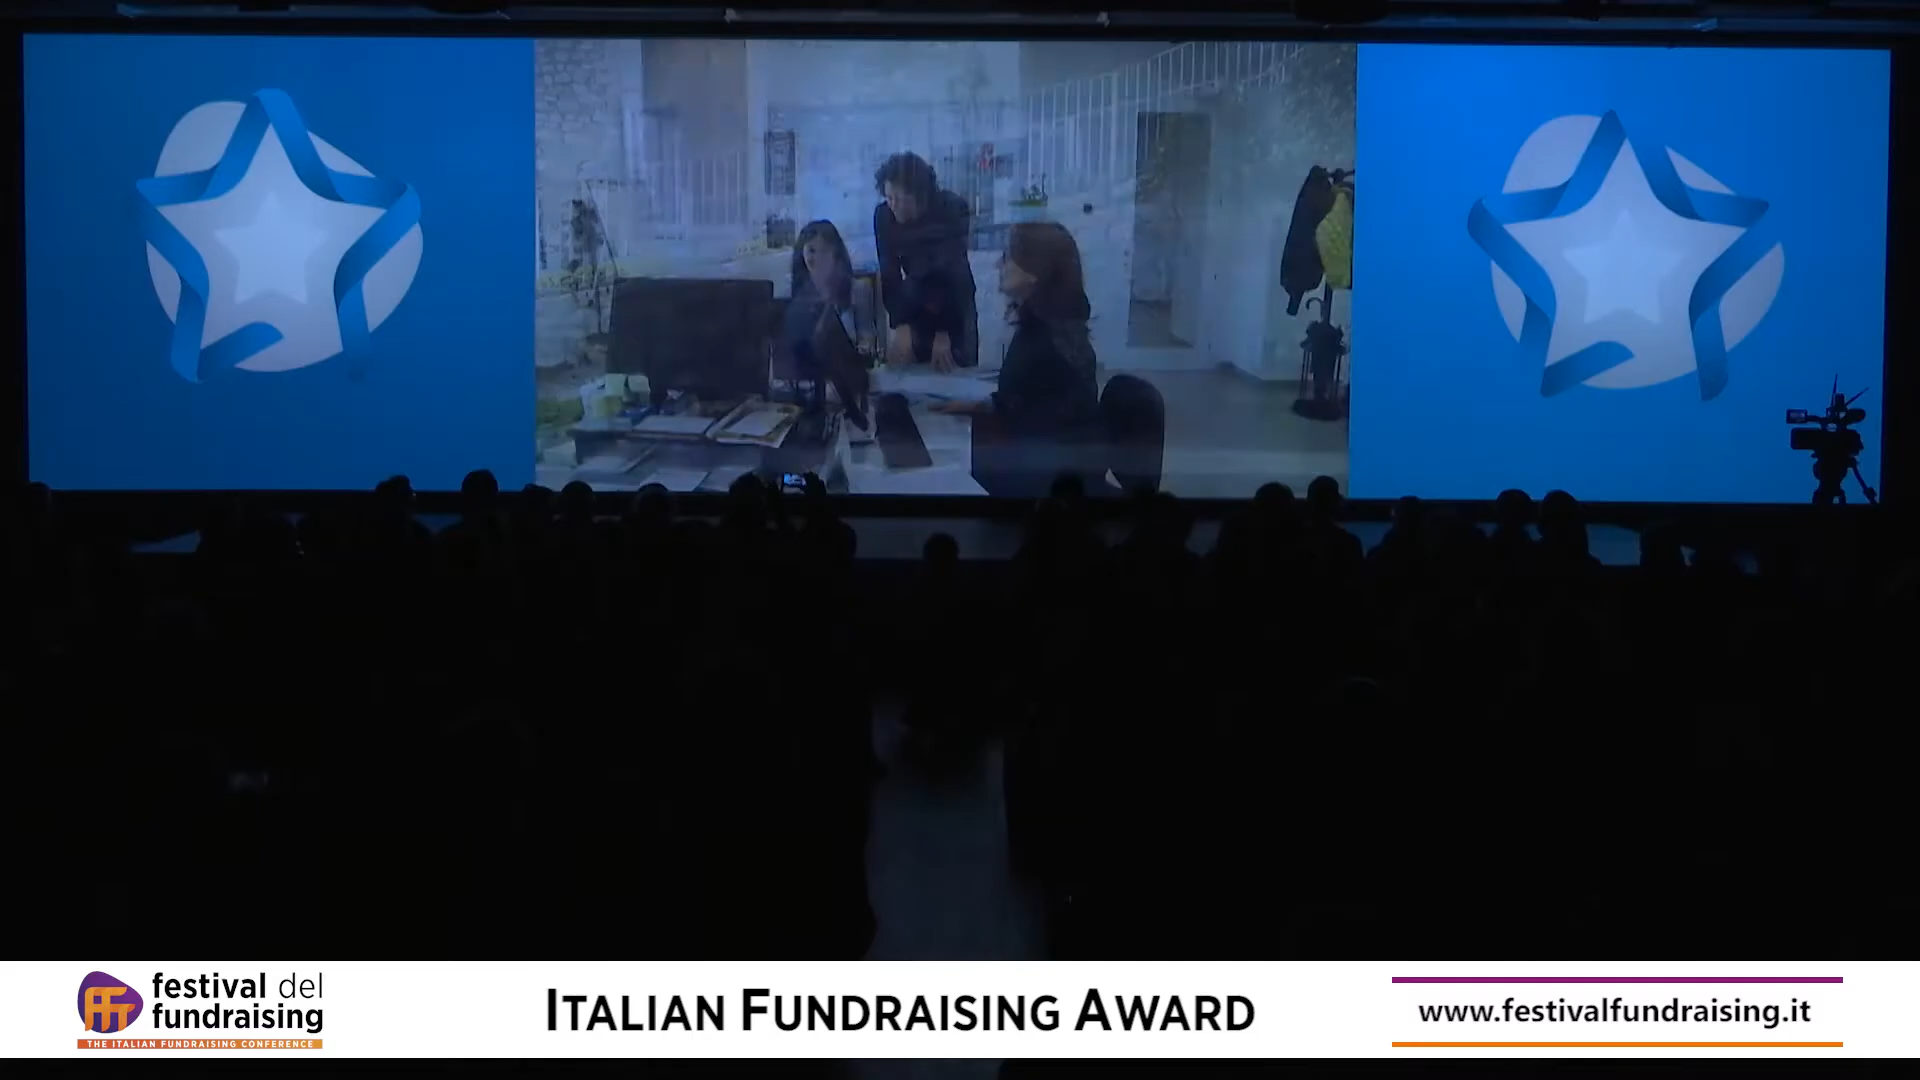 festival del
fundraising
THE ITALIAN FUNDRAISING CONFERENCE
ITALIAN FUNDRAISING AWARD
www.festivalfundraising.it